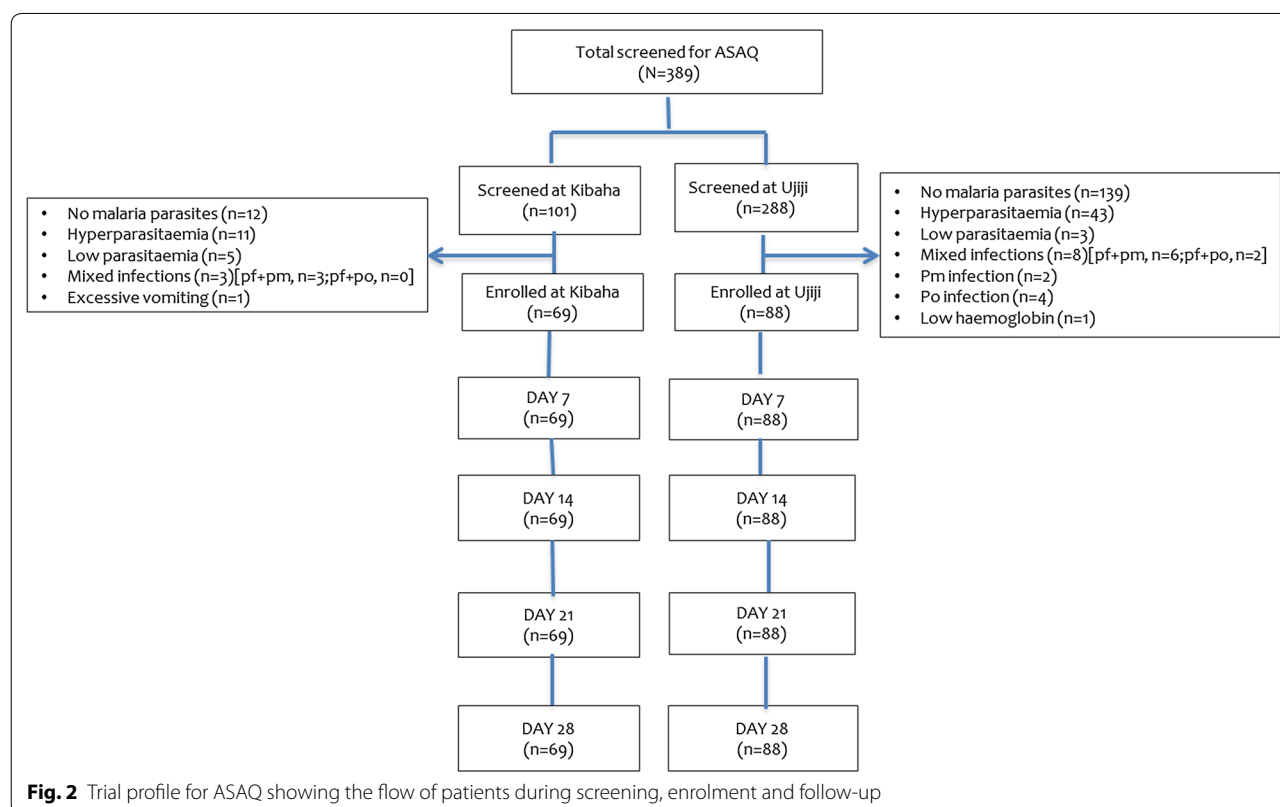 Total screened for ASAQ
(N=389)
Screened at Kibaha
(n=101)
Screened at Ujiji
(n=288)
• No malaria parasites (n=12)
• Hyperparasitaemia (n=11)
• Low parasitaemia (n=5)
• Mixed infections (n=3)[pf+pm, n=3;pf+po, n=0]
• Excessive vomiting (n=1)
• No malaria parasites (n=139)
• Hyperparasitaemia (n=43)
• Low parasitaemia (n=3)
• Mixed infections (n=8)[pf+pm, n=6;pf+po, n=2]
• Pm infection (n=2)
• Po infection (n=4)
• Low haemoglobin (n=1)
Enrolled at Kibaha
(n=69)
Enrolled at Ujiji
(n=88)
DAY 7
(n=69)
DAY 7
(n=88)
DAY 14
(n=69)
DAY 14
(n=88)
DAY 21
(n=69)
DAY 21
(n=88)
DAY 28
(n=69)
DAY 28
(n=88)
Fig. 2 Trial profile for ASAQ showing the flow of patients during screening, enrolment and follow-up